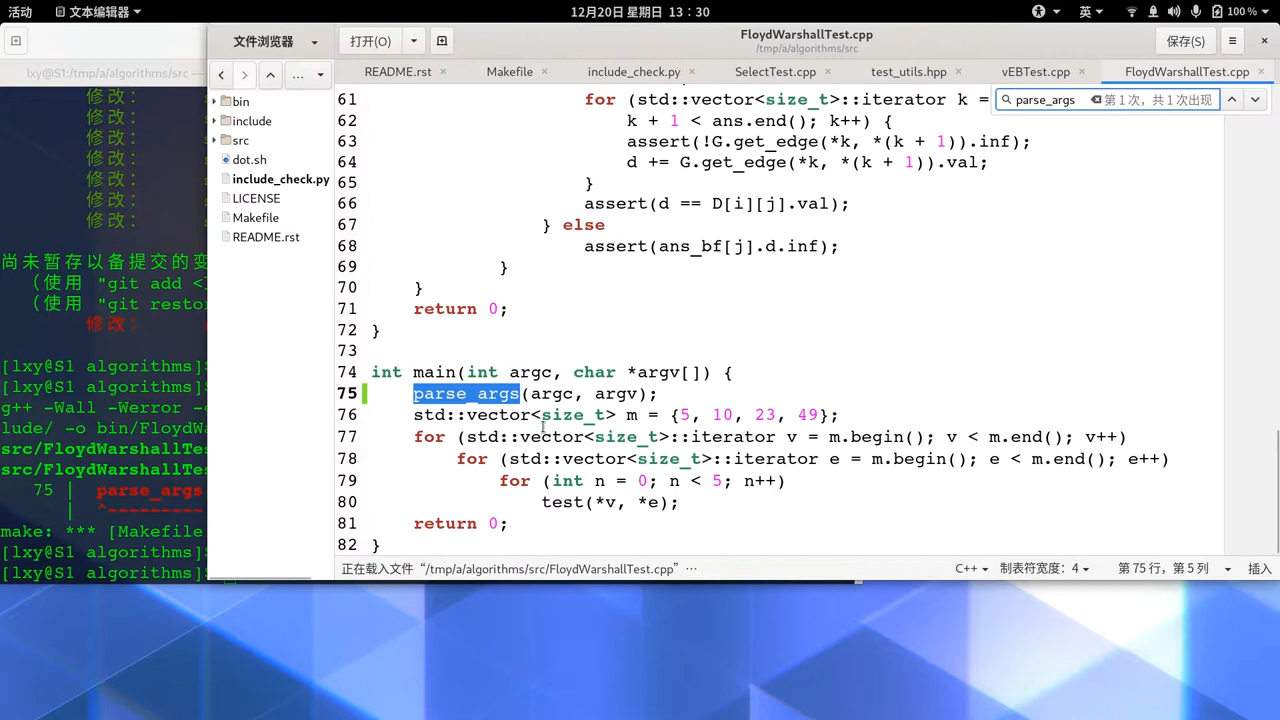 活动 文本编辑器 12月20日 星期日 13∶30 英 100 %
文件浏览器 打开(O) FloydWarshallTest.cpp 保存(S)
/tmp/a/algorithms/src
lxy@S1:/tmp/a/algorithms/src
README.rst Makefile include_check.py SelectTest.cpp test_utils.hpp vEBTest.cpp FloydWarshallTest.cpp
parse_args 第 1 次，共 1 次出现
bin
include
src
dot.sh
include_check.py
LICENSE
Makefile
README.rst
修改：
修改：
修改：
修改：
修改：
修改：
修改：
尚未暂存以备提交的变
（使用 "git add <
（使用 "git restor
修改：
[lxy@S1 algorithms]
[lxy@S1 algorithms]
g++ -Wall -Werror -
lude/ -o bin/FloydWa
src/FloydWarshallTe
src/FloydWarshallTe
75 | parse_args
| ^~~~~~~~~~
make: *** [Makefile
[lxy@S1 algorithms]
[lxy@S1 algorithms]
61 for (std::vector<size_t>::iterator k =
62 k + 1 < ans.end(); k++) {
63 assert(!G.get_edge(*k, *(k + 1)).inf);
64 d += G.get_edge(*k, *(k + 1)).val;
65 }
66 assert(d == D[i][j].val);
67 } else
68 assert(ans_bf[j].d.inf);
69 }
70 }
71 return 0;
72 }
73
74 int main(int argc, char *argv[]) {
75 parse_args(argc, argv);
76 std::vector<size_t> m = {5, 10, 23, 49};
77 for (std::vector<size_t>::iterator v = m.begin(); v < m.end(); v++)
78 for (std::vector<size_t>::iterator e = m.begin(); e < m.end(); e++)
79 for (int n = 0; n < 5; n++)
80 test(*v, *e);
81 return 0;
82 }
正在载入文件 “/tmp/a/algorithms/src/FloydWarshallTest.cpp” … C++ 制表符宽度：4 第 75 行，第 5 列 插入